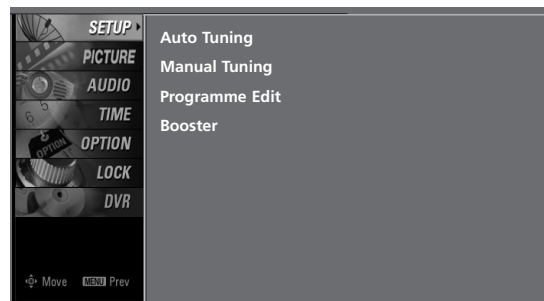 SETUP
PICTURE
AUDIO
TIME
OPTION
LOCK
DVR
Auto Tuning
Manual Tuning
Programme Edit
Booster
Move MENU Prev